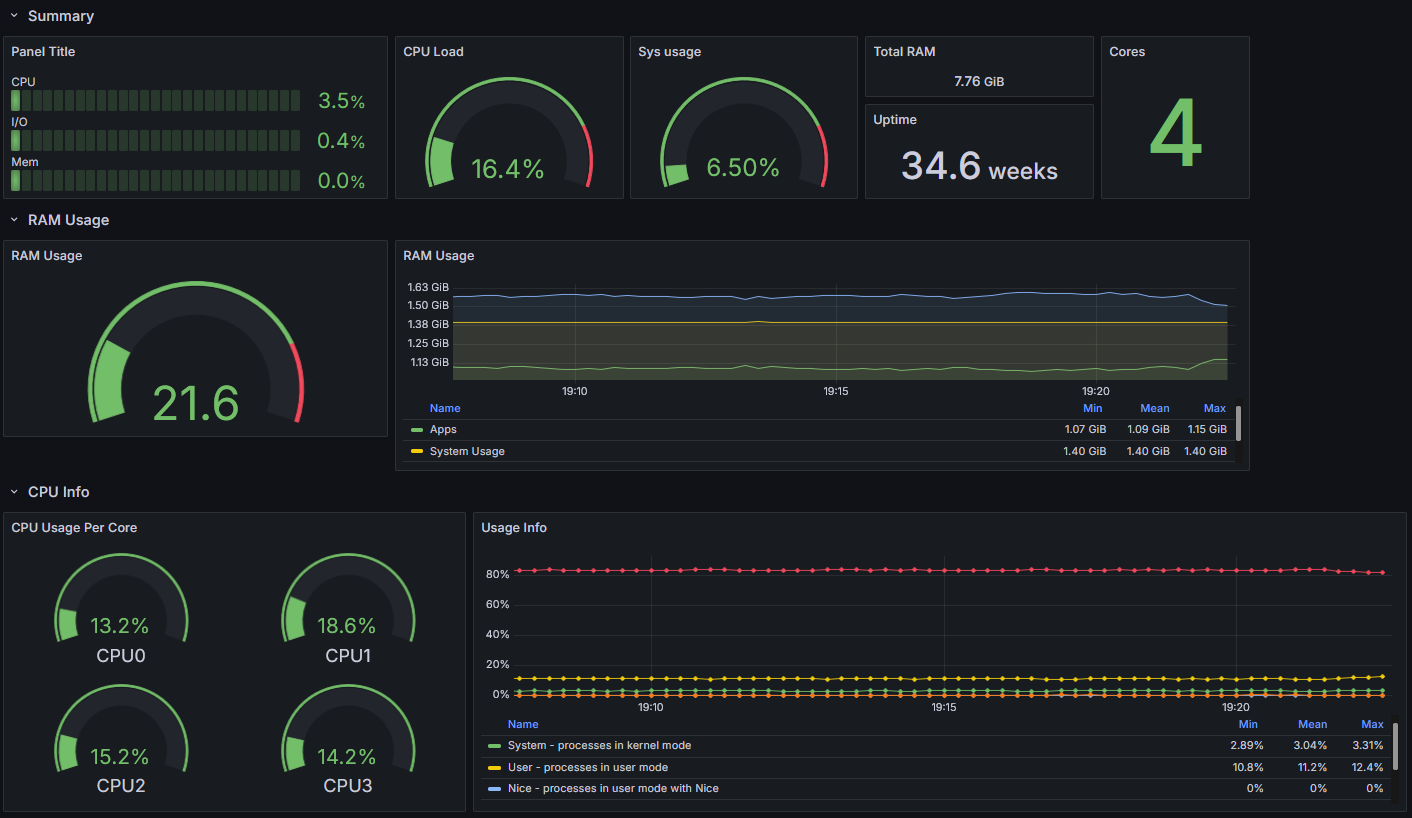 Summary
Panel Title
CPU
3.5%
I/O
0.4%
Mem
0.0%
CPU Load
16.4%
Sys usage
6.50%
Total RAM
7.76 GiB
Uptime
34.6 weeks
Cores
4
RAM Usage
RAM Usage
21.6
RAM Usage
1.63 GiB
1.50 GiB
1.38 GiB
1.25 GiB
1.13 GiB
19:10 19:15 19:20
Name Min Mean Max
Apps 1.07 GiB 1.09 GiB 1.15 GiB
System Usage 1.40 GiB 1.40 GiB 1.40 GiB
CPU Info
CPU Usage Per Core
13.2%
CPU0
18.6%
CPU1
15.2%
CPU2
14.2%
CPU3
Usage Info
80%
60%
40%
20%
0%
19:10 19:15 19:20
Name Min Mean Max
System - processes in kernel mode 2.89% 3.04% 3.31%
User - processes in user mode 10.8% 11.2% 12.4%
Nice - processes in user mode with Nice 0% 0% 0%